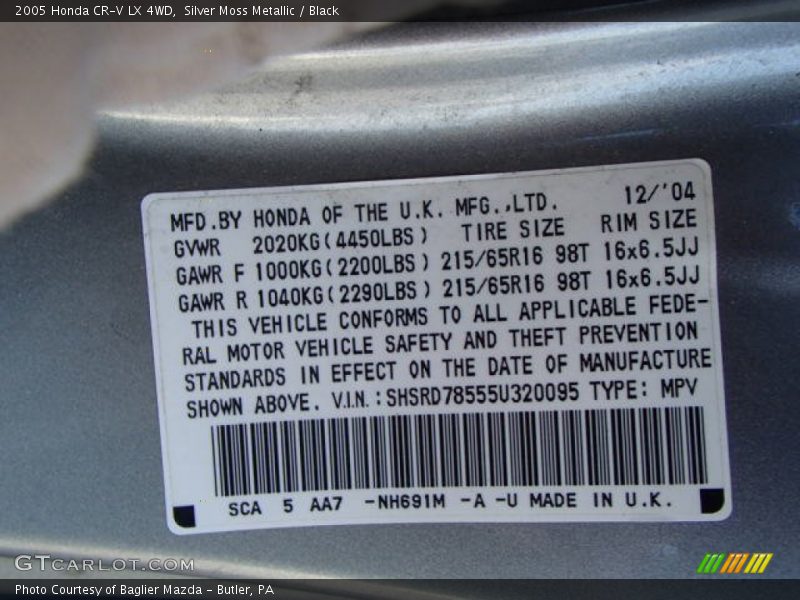 2005 Honda CR-V LX 4WD, Silver Moss Metallic / Black
MFD.BY HONDA OF THE U.K. MFG.,LTD. 12/'04
GVWR 2020KG(4450LBS) TIRE SIZE RIM SIZE
GAWR F 1000KG(2200LBS) 215/65R16 98T 16x6.5JJ
GAWR R 1040KG(2290LBS) 215/65R16 98T 16x6.5JJ
THIS VEHICLE CONFORMS TO ALL APPLICABLE FEDE-
RAL MOTOR VEHICLE SAFETY AND THEFT PREVENTION
STANDARDS IN EFFECT ON THE DATE OF MANUFACTURE
SHOWN ABOVE. V.I.N.:SHSRD78555U320095 TYPE: MPV
SCA 5 AA7 -NH691M -A -U MADE IN U.K.
GTCARLOT.COM
Photo Courtesy of Baglier Mazda - Butler, PA